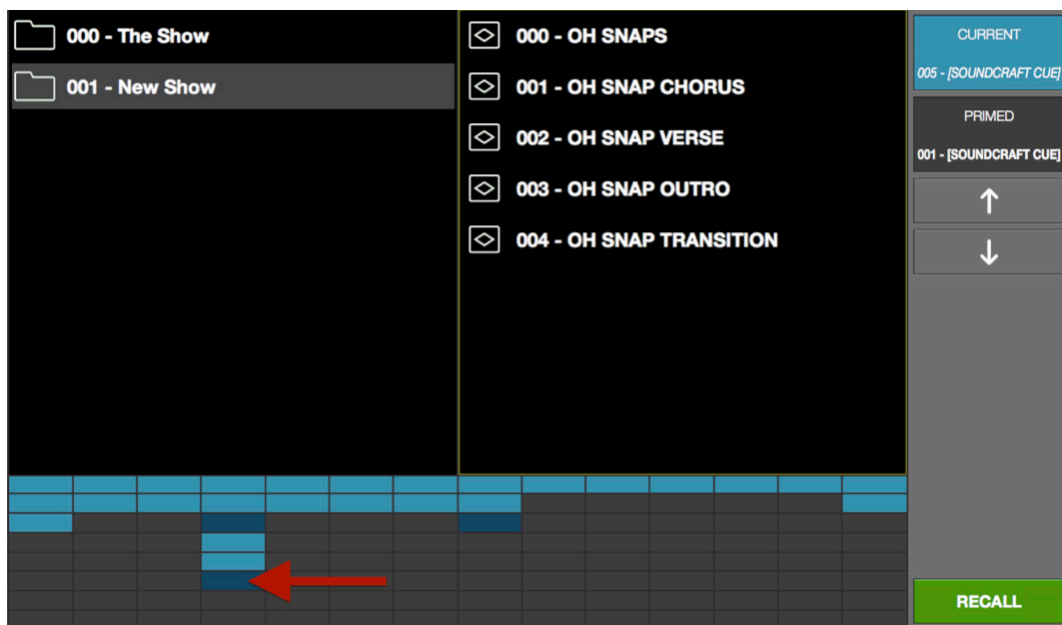 000 - The Show
001 - New Show
000 - OH SNAPS
001 - OH SNAP CHORUS
002 - OH SNAP VERSE
003 - OH SNAP OUTRO
004 - OH SNAP TRANSITION
CURRENT
005 - [SOUNDCRAFT CUE]
PRIMED
001 - [SOUNDCRAFT CUE]
RECALL